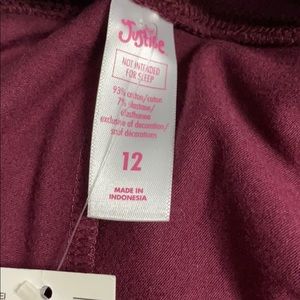 Justice
NOT INTENDED
FOR SLEEP
93% cotton/coton
7% elastane/
élasthanne
exclusive of decoration/
sauf décorations
12
MADE IN
INDONESIA